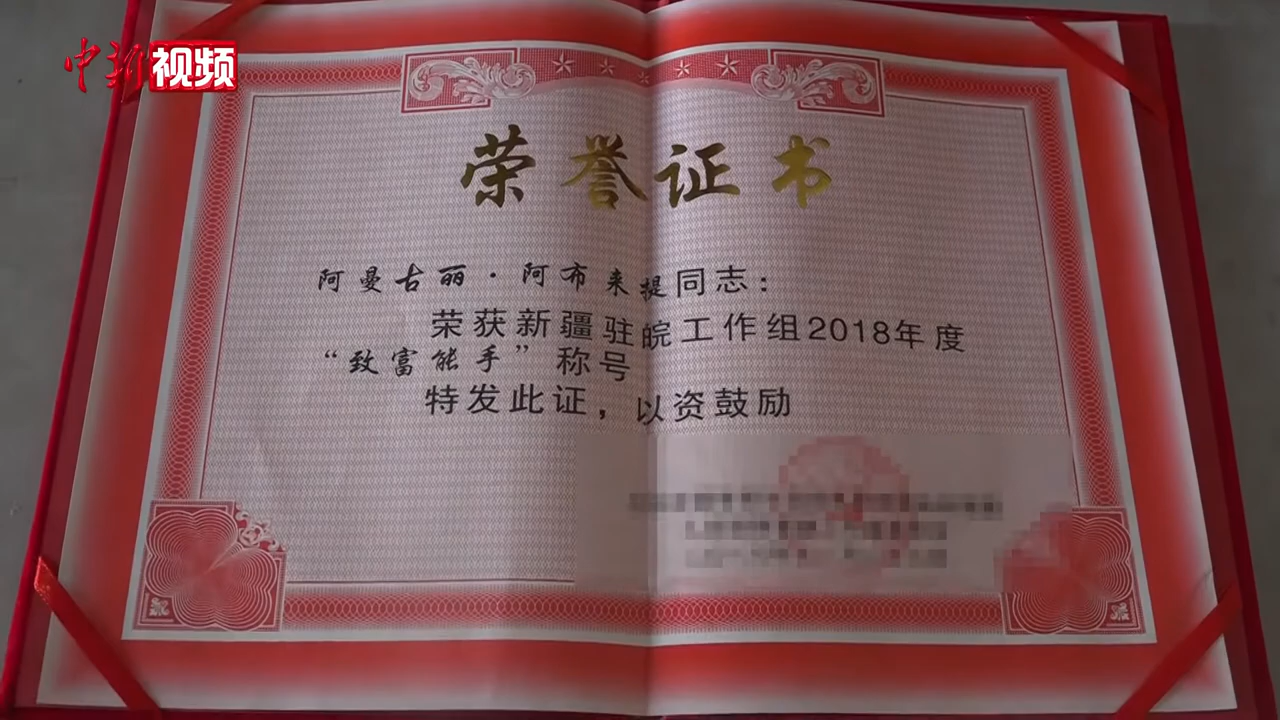 中新视频
荣誉证书
阿曼古丽·阿布来提同志：
荣获新疆驻皖工作组2018年度
“致富能手”称号
特发此证，以资鼓励